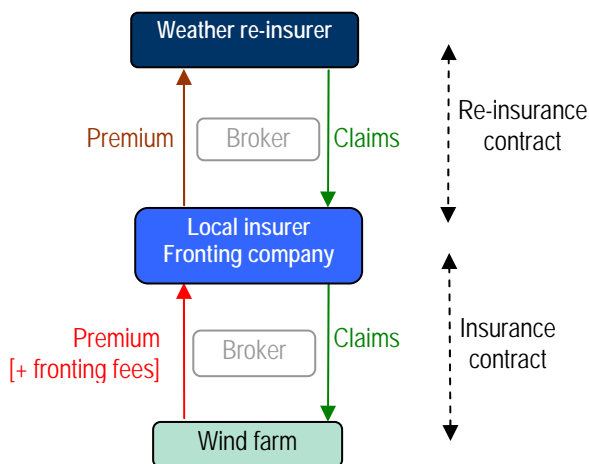 Weather re-insurer
Premium
Broker
Claims
Re-insurance
contract
Local insurer
Fronting company
Premium
[+ fronting fees]
Broker
Claims
Insurance
contract
Wind farm